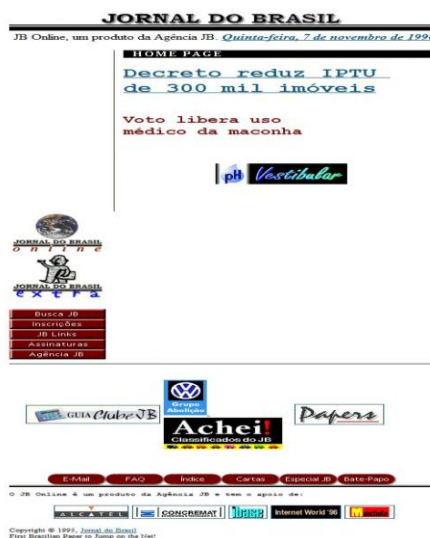 JORNAL DO BRASIL
JB Online, um produto da Agência JB. Quinta-feira, 7 de novembro de 199
HOME PAGE
Decreto reduz IPTU
de 300 mil imóveis
Voto libera uso
médico da maconha
pH Vestibular
JORNAL DO BRASIL
online
JORNAL DO BRASIL
extra
Busca JB
Inscrições
JB Links
Assinaturas
Agência JB
Grupo
Abolição
GUIA Clube JB
Achei!
Classificados do JB
Papers
E-Mail FAQ Índice Cartas Especial JB Bate-Papo
O JB Online é um produto da Agência JB e tem o apoio de:
ALCATEL CONCREMAT ibase Internet World '96
Copyright © 1995, Jornal do Brasil
First Brazilian Paper to Jump on the Net!